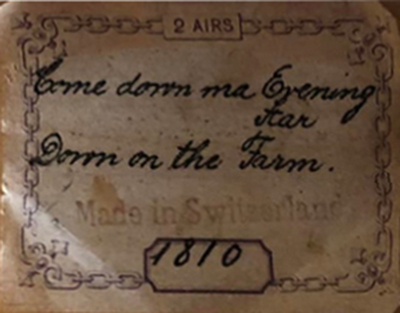 2 AIRS
Come down ma Evening
Star
Down on the Farm.
Made in Switzerland
1810